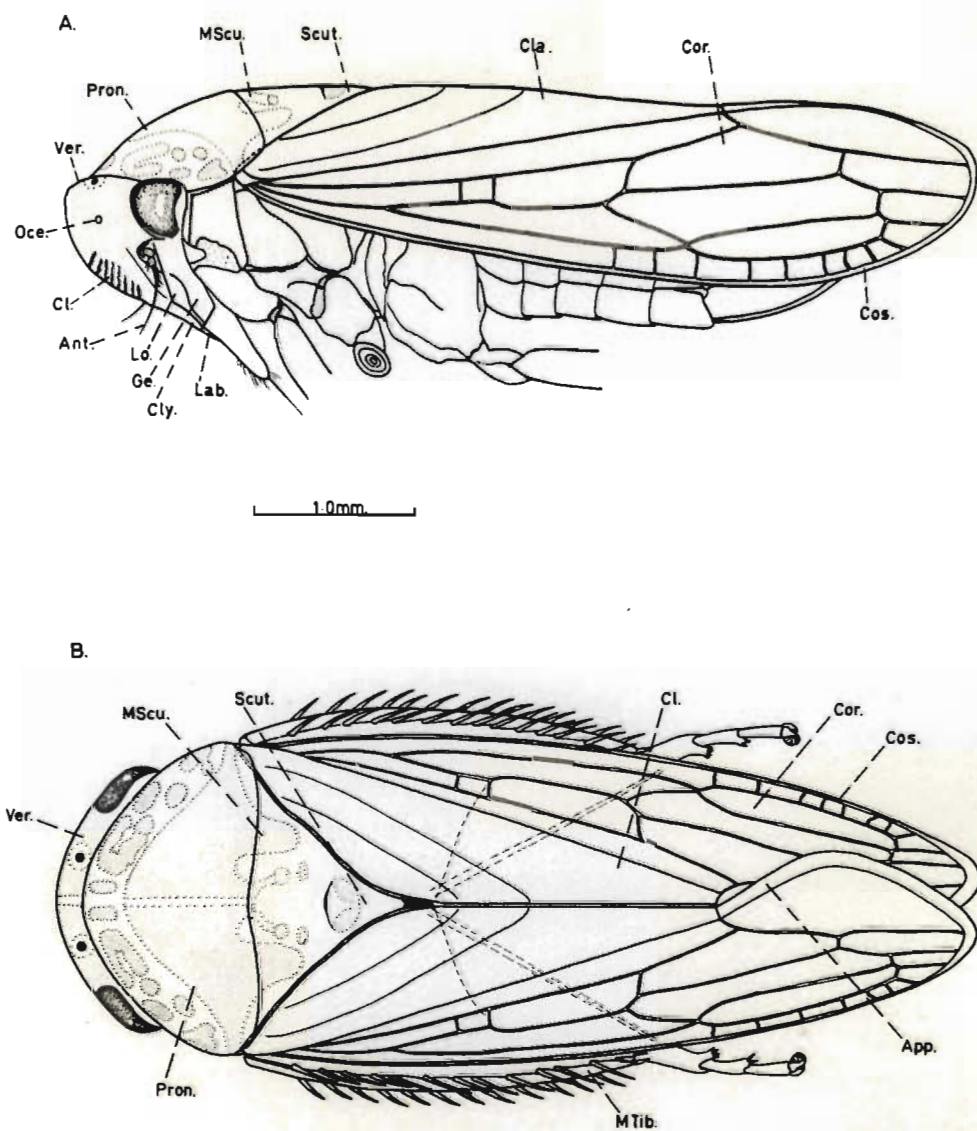 A.
MScu.
Scut.
Cla.
Cor.
Pron.
Ver.
Oce.
Cl.
Ant.
Lo.
Ge.
Cly.
Lab.
Cos.
1·0mm.
B.
MScu.
Scut.
Cl.
Cor.
Cos.
Ver.
Pron.
MTib.
App.